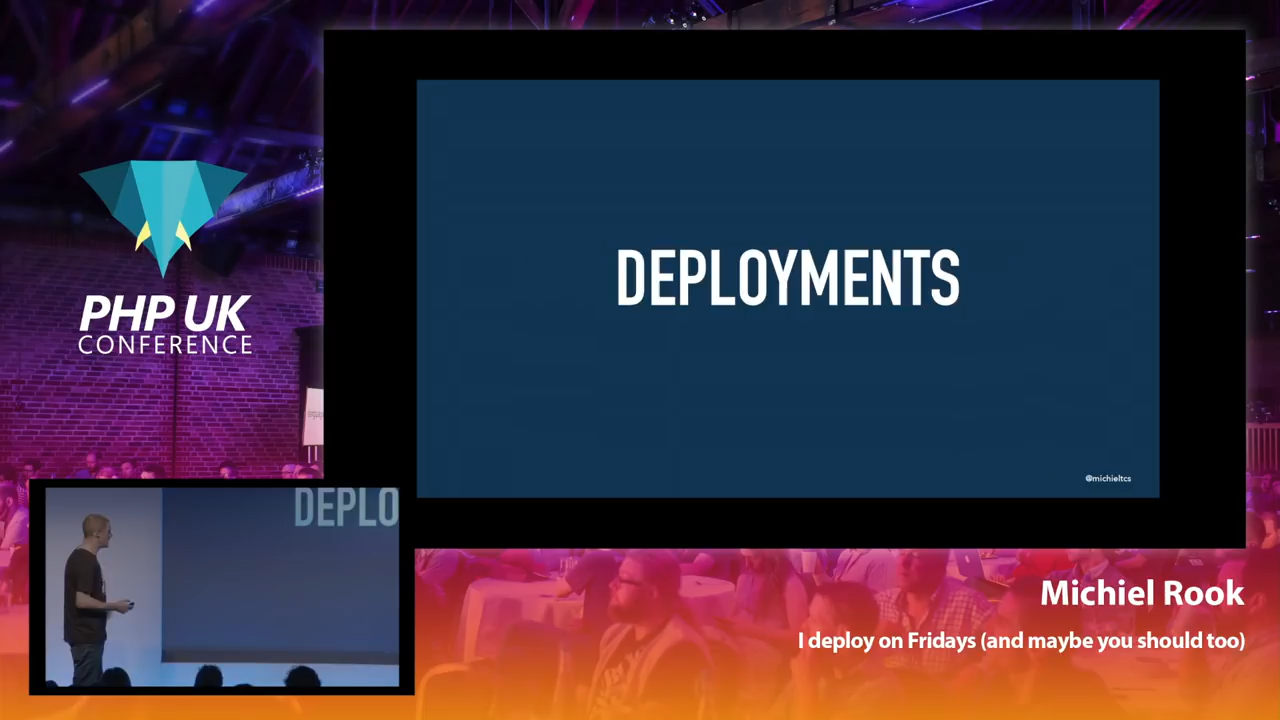 DEPLOYMENTS
@michieltcs
PHP UK
CONFERENCE
DEPLO
Michiel Rook
I deploy on Fridays (and maybe you should too)